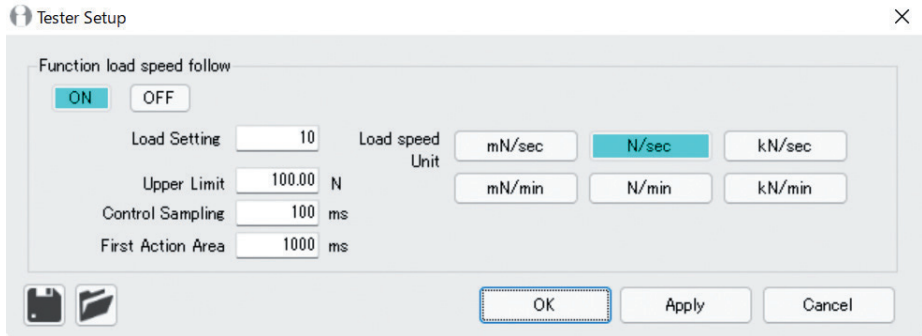 Tester Setup
Function load speed follow
ON OFF
Load Setting 10 Load speed Unit mN/sec N/sec kN/sec
Upper Limit 100.00 N mN/min N/min kN/min
Control Sampling 100 ms
First Action Area 1000 ms
OK Apply Cancel